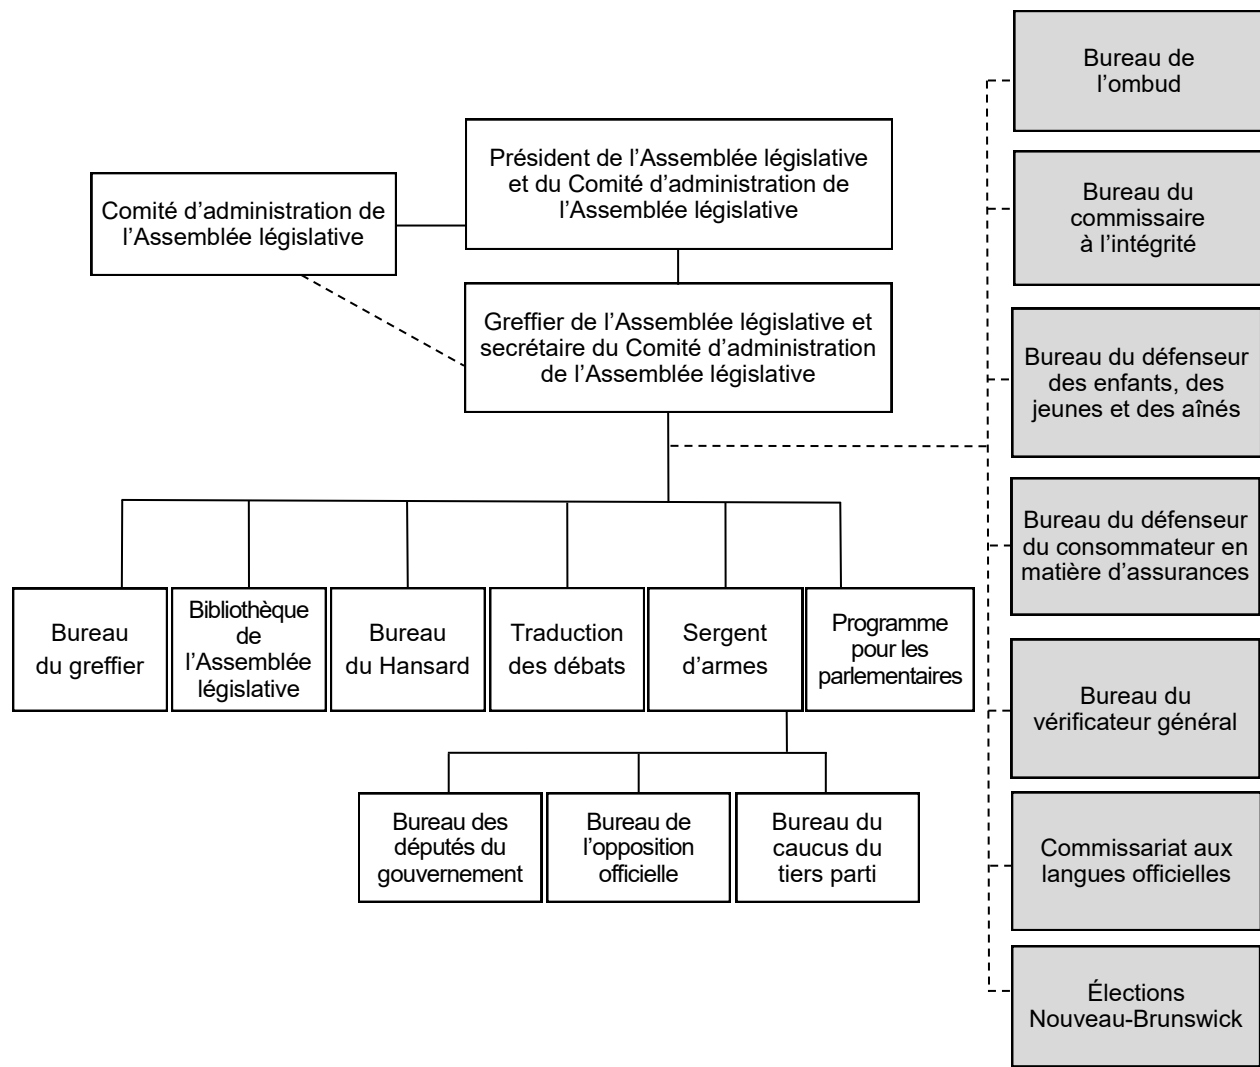 Bureau de
l’ombud
Président de l’Assemblée législative
et du Comité d’administration de
l’Assemblée législative
Comité d’administration de
l’Assemblée législative
Bureau du
commissaire
à l’intégrité
Greffier de l’Assemblée législative et
secrétaire du Comité d’administration
de l’Assemblée législative
Bureau du défenseur
des enfants, des
jeunes et des aînés
Bureau du défenseur
du consommateur en
matière d’assurances
Bureau
du greffier
Bibliothèque
de
l’Assemblée
législative
Bureau
du Hansard
Traduction
des débats
Sergent
d’armes
Programme
pour les
parlementaires
Bureau du
vérificateur général
Bureau des
députés du
gouvernement
Bureau de
l’opposition
officielle
Bureau du
caucus du
tiers parti
Commissariat aux
langues officielles
Élections
Nouveau-Brunswick